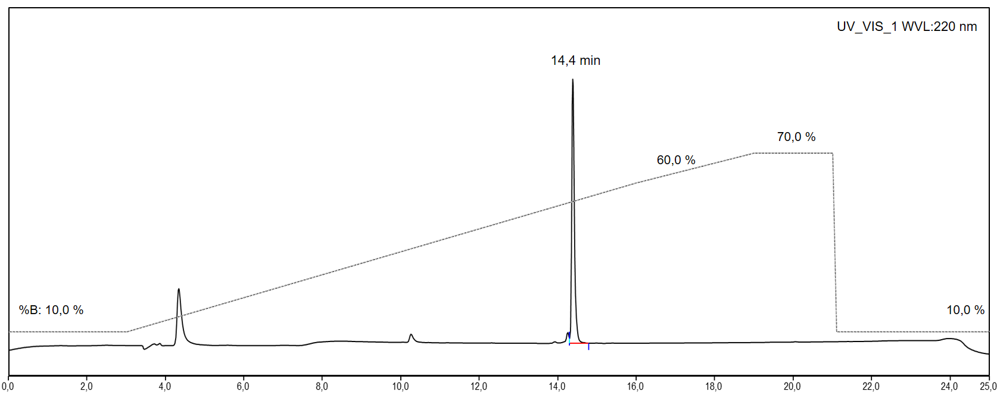 UV_VIS_1 WVL:220 nm
14,4 min
70,0 %
60,0 %
%B: 10,0 %
10,0 %
0,0 2,0 4,0 6,0 8,0 10,0 12,0 14,0 16,0 18,0 20,0 22,0 24,0 25,0